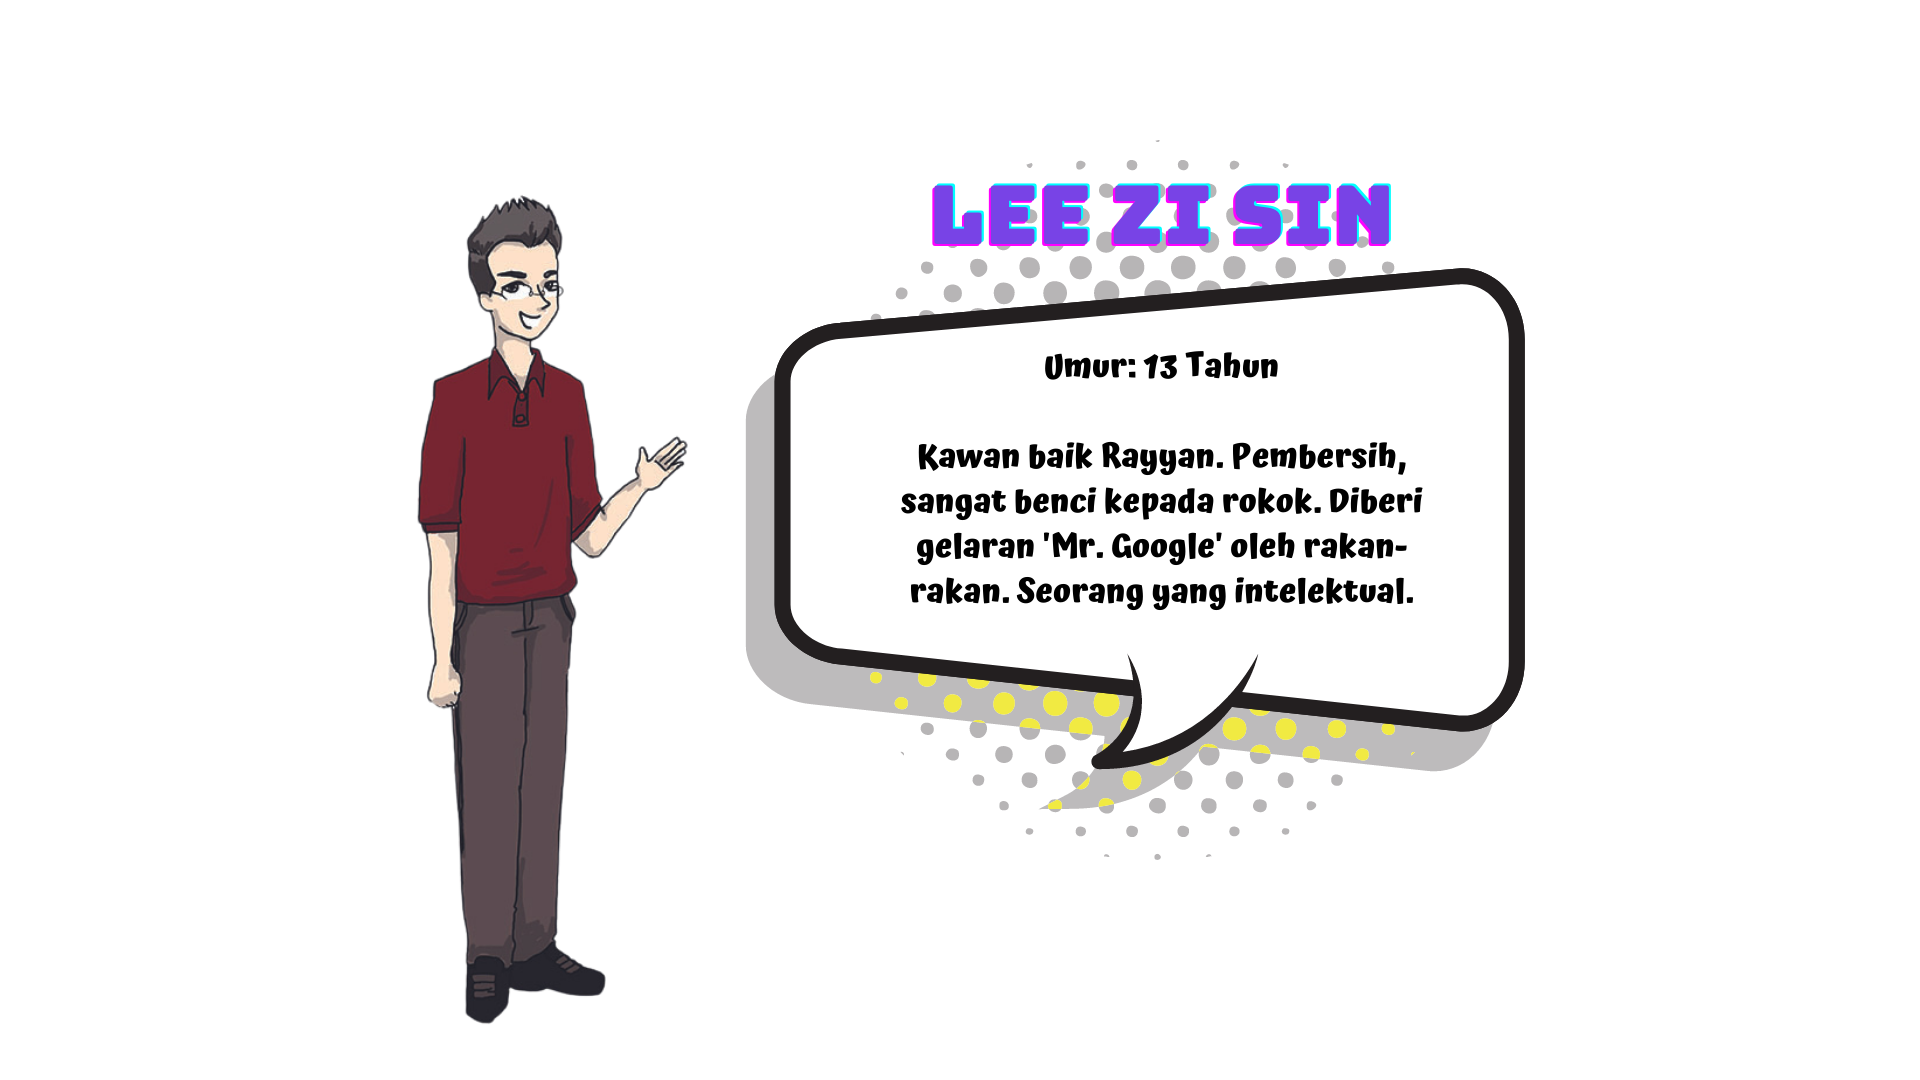 LEE ZI SIN
Umur: 13 Tahun
Kawan baik Rayyan. Pembersih,
sangat benci kepada rokok. Diberi
gelaran 'Mr. Google' oleh rakan-
rakan. Seorang yang intelektual.